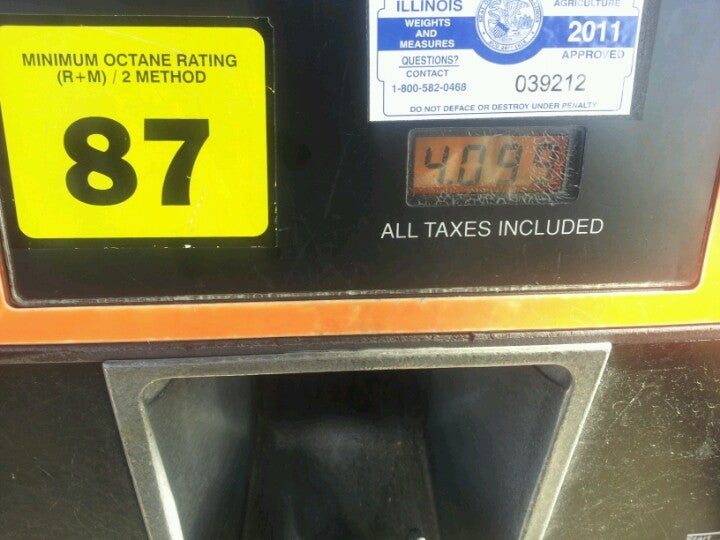 MINIMUM OCTANE RATING
(R+M) / 2 METHOD
87
ILLINOIS
AGRICULTURE
WEIGHTS
AND
MEASURES
2011
APPROVED
QUESTIONS?
CONTACT
1-800-582-0468
039212
DO NOT DEFACE OR DESTROY UNDER PENALTY
4.099
ALL TAXES INCLUDED